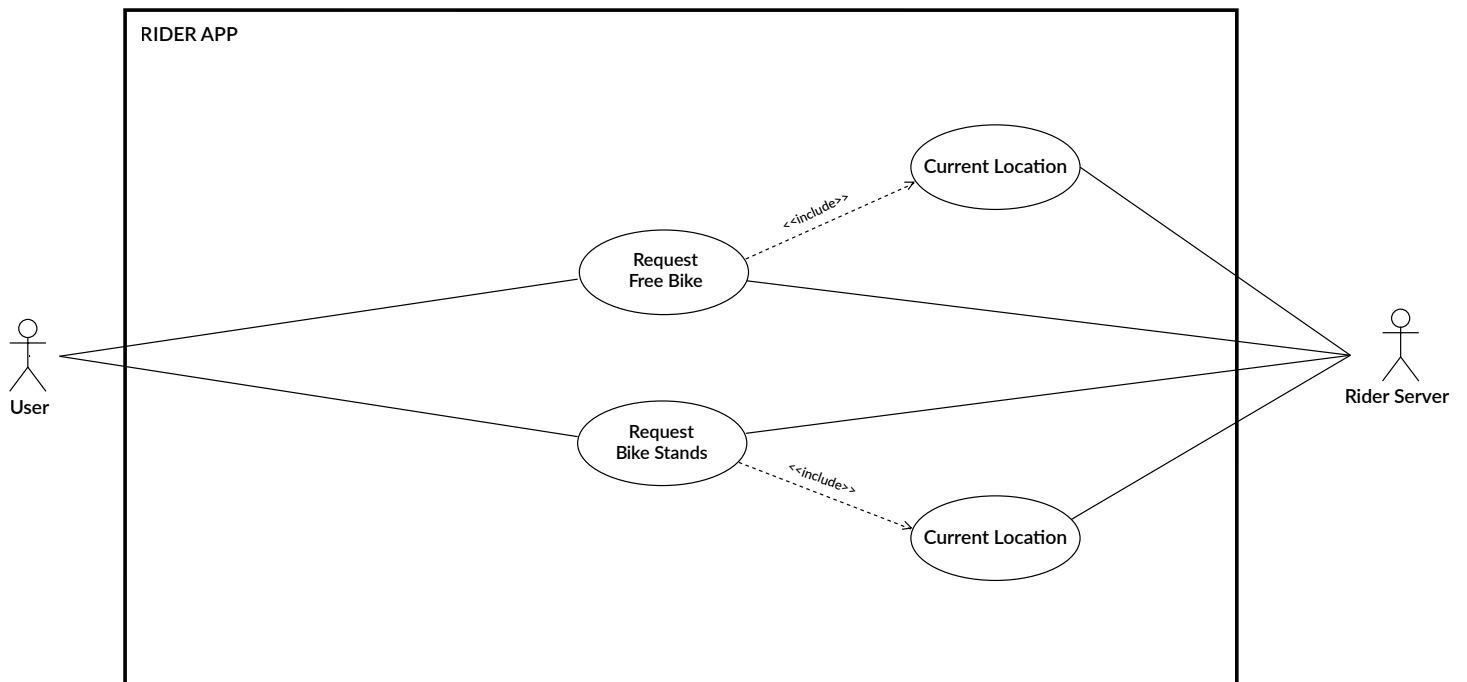 RIDER APP
Current Location
<<include>>
Request
Free Bike
User
Rider Server
Request
Bike Stands
<<include>>
Current Location